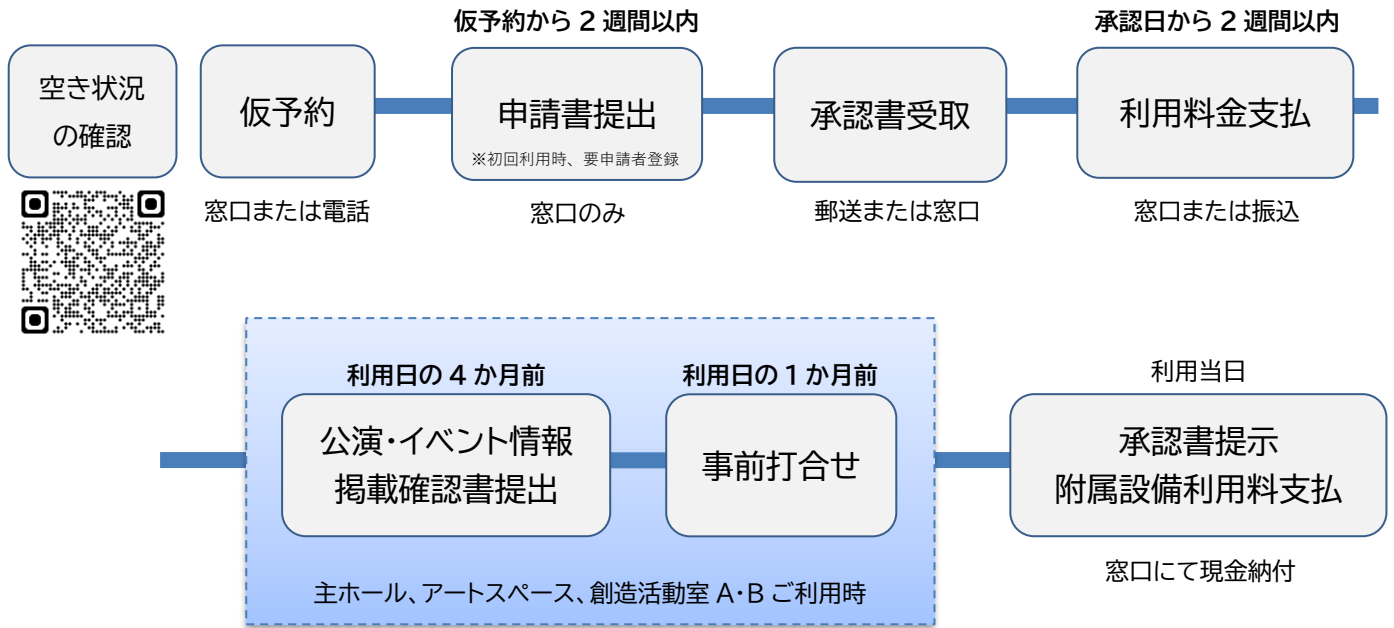 仮予約から 2 週間以内
承認日から 2 週間以内
空き状況
の確認
仮予約
申請書提出
※初回利用時、要申請者登録
承認書受取
利用料金支払
窓口または電話
窓口のみ
郵送または窓口
窓口または振込
利用日の 4 か月前
利用日の 1 か月前
利用当日
公演・イベント情報
掲載確認書提出
事前打合せ
承認書提示
附属設備利用料支払
主ホール、アートスペース、創造活動室 A・B ご利用時
窓口にて現金納付